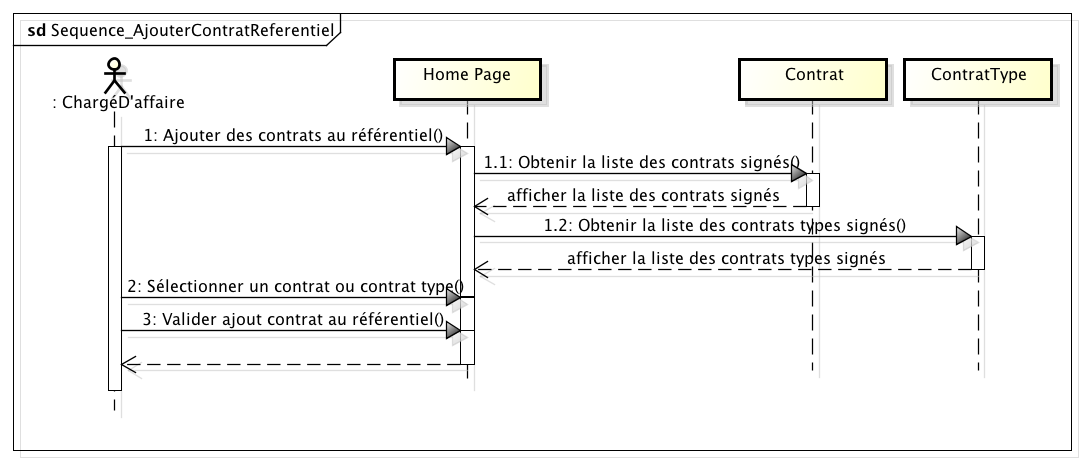 sd Sequence_AjouterContratReferentiel
: ChargéD'affaire
Home Page
Contrat
ContratType
1: Ajouter des contrats au référentiel()
1.1: Obtenir la liste des contrats signés()
afficher la liste des contrats signés
1.2: Obtenir la liste des contrats types signés()
afficher la liste des contrats types signés
2: Sélectionner un contrat ou contrat type()
3: Valider ajout contrat au référentiel()